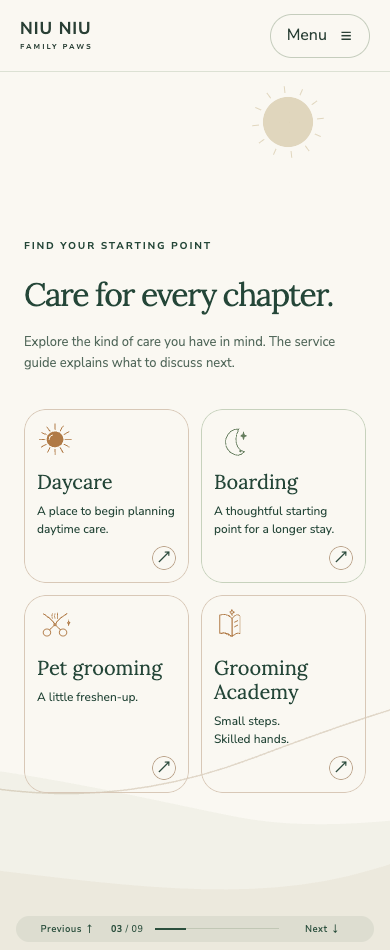 NIU NIU
FAMILY PAWS
Menu ≡
FIND YOUR STARTING POINT
Care for every chapter.
Explore the kind of care you have in mind. The service
guide explains what to discuss next.
Daycare
A place to begin planning
daytime care.
↗
Boarding
A thoughtful starting
point for a longer stay.
↗
Pet grooming
A little freshen-up.
↗
Grooming
Academy
Small steps.
Skilled hands.
↗
Previous ↑ 03 / 09 Next ↓